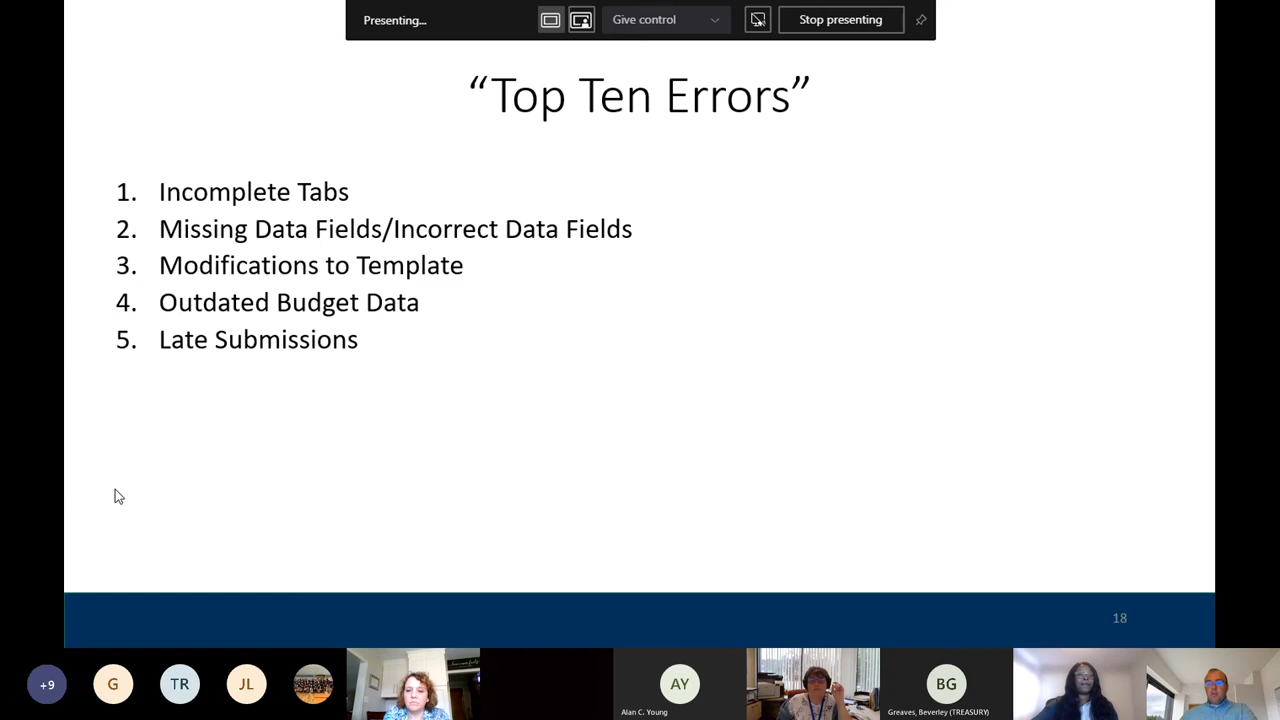 Presenting...
Give control
Stop presenting
“Top Ten Errors”
1. Incomplete Tabs
2. Missing Data Fields/Incorrect Data Fields
3. Modifications to Template
4. Outdated Budget Data
5. Late Submissions
18
+9
G
TR
JL
AY
Alan C. Young
BG
Greaves, Beverley (TREASURY)